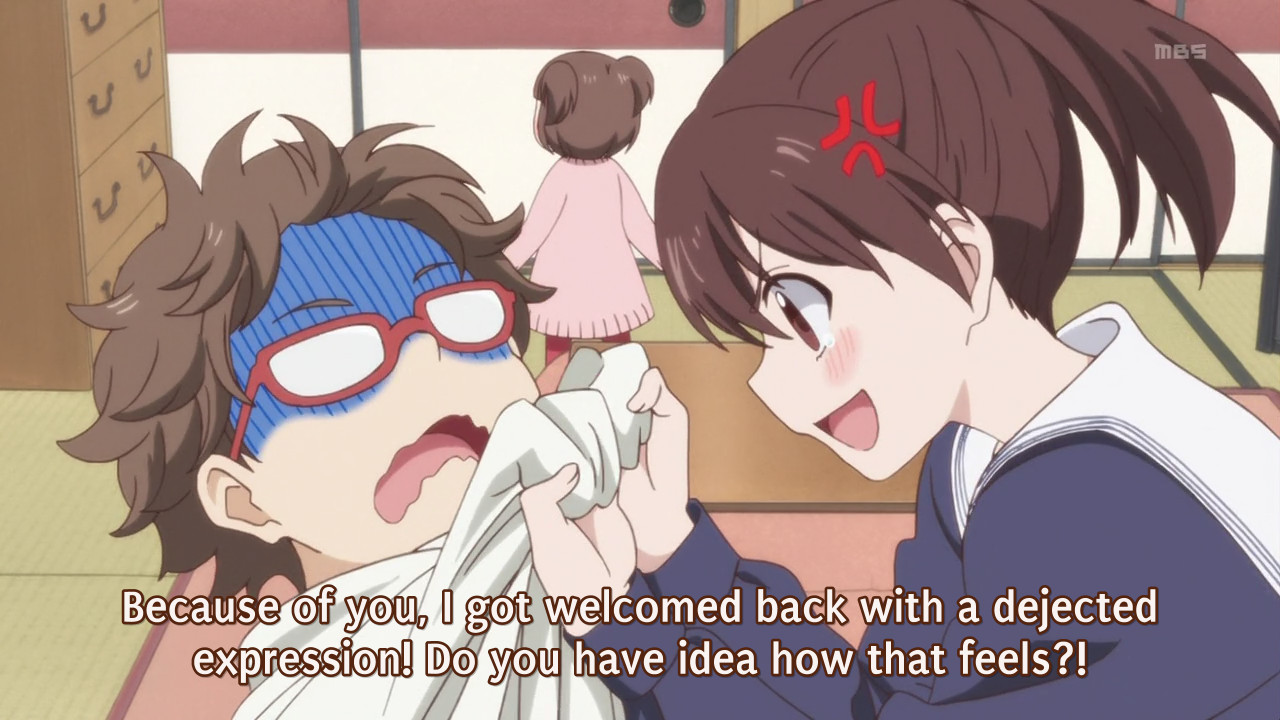 MBS
Because of you, I got welcomed back with a dejected
expression! Do you have idea how that feels?!